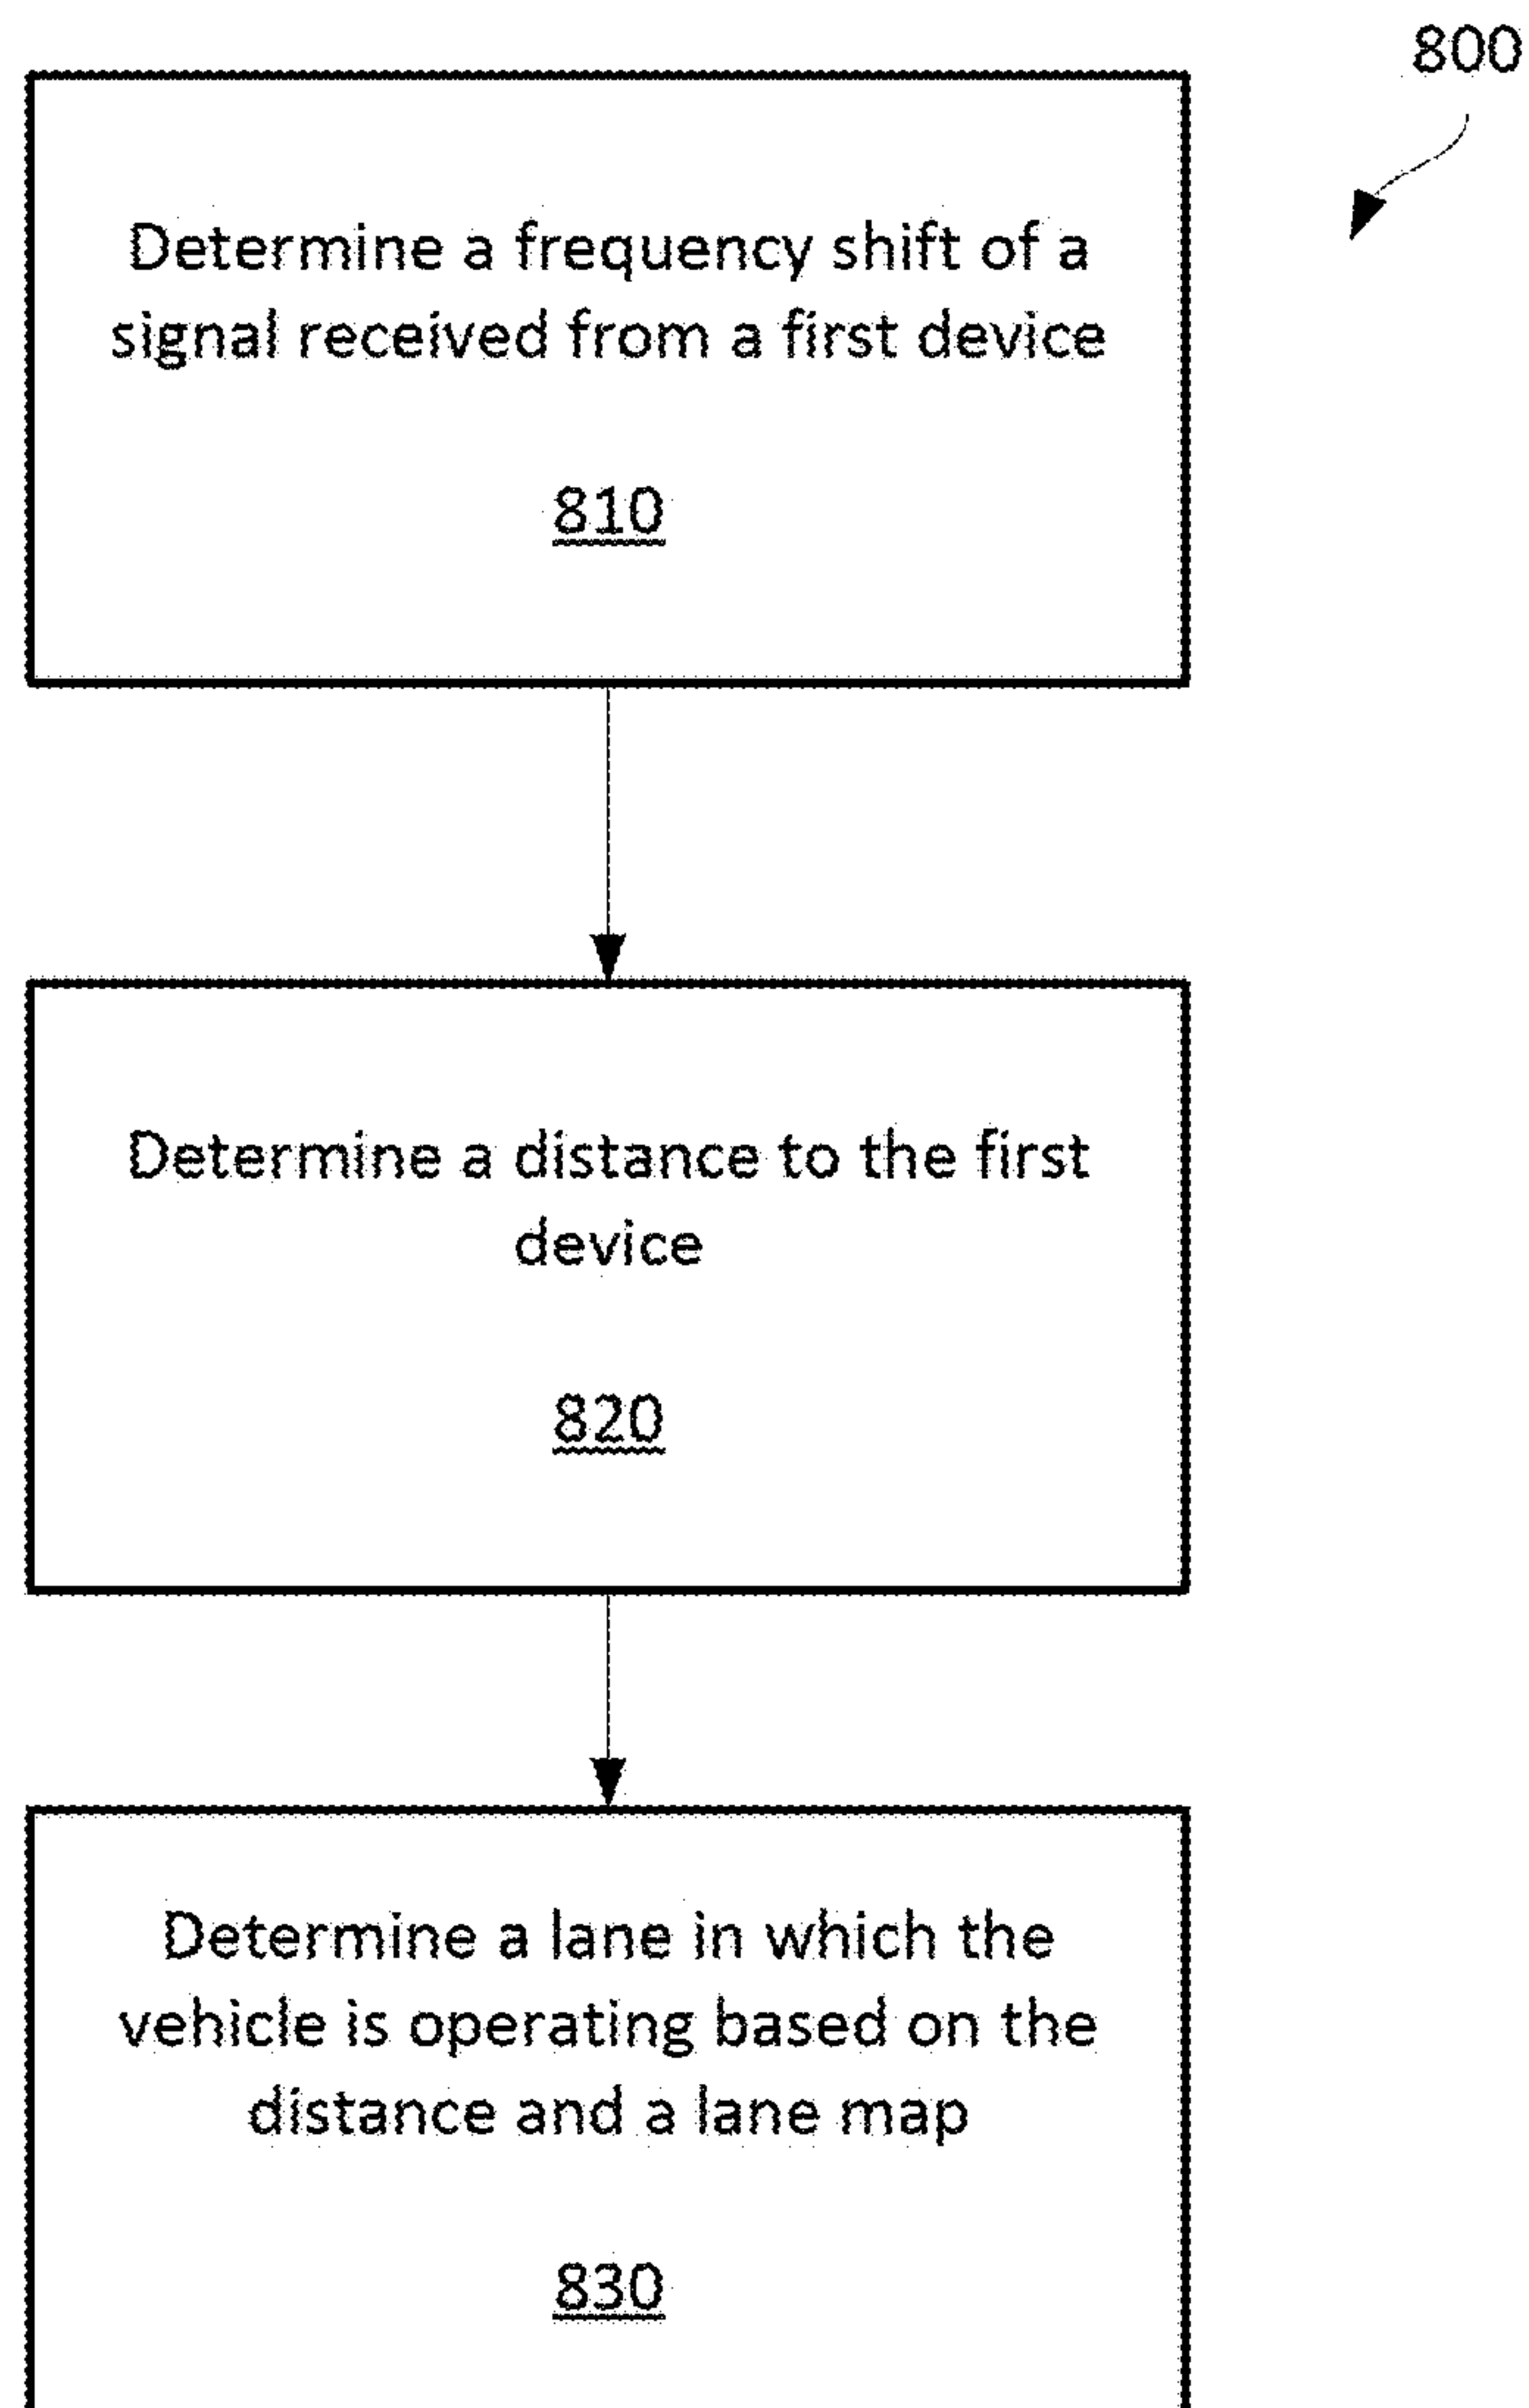 800
Determine a frequency shift of a
signal received from a first device
810
Determine a distance to the first
device
820
Determine a lane in which the
vehicle is operating based on the
distance and a lane map
830